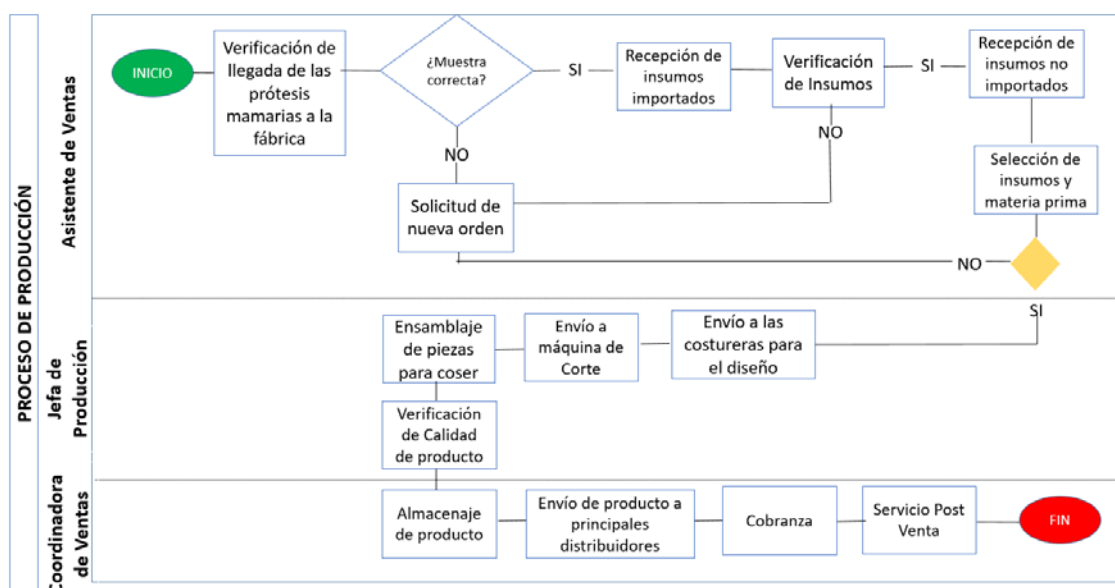 PROCESO DE PRODUCCIÓN
Asistente de Ventas
INICIO
Verificación de
llegada de las
prótesis
mamarias a la
fábrica
¿Muestra
correcta?
SI
Recepción de
insumos
importados
Verificación
de Insumos
SI
Recepción de
insumos no
importados
NO
NO
Solicitud de
nueva orden
Selección de
insumos y
materia prima
NO
SI
Jefa de
Producción
Ensamblaje
de piezas
para coser
Envío a
máquina de
Corte
Envío a las
costureras para
el diseño
Verificación
de Calidad
de producto
Coordinadora
de Ventas
Almacenaje
de producto
Envío de producto a
principales
distribuidores
Cobranza
Servicio Post
Venta
FIN